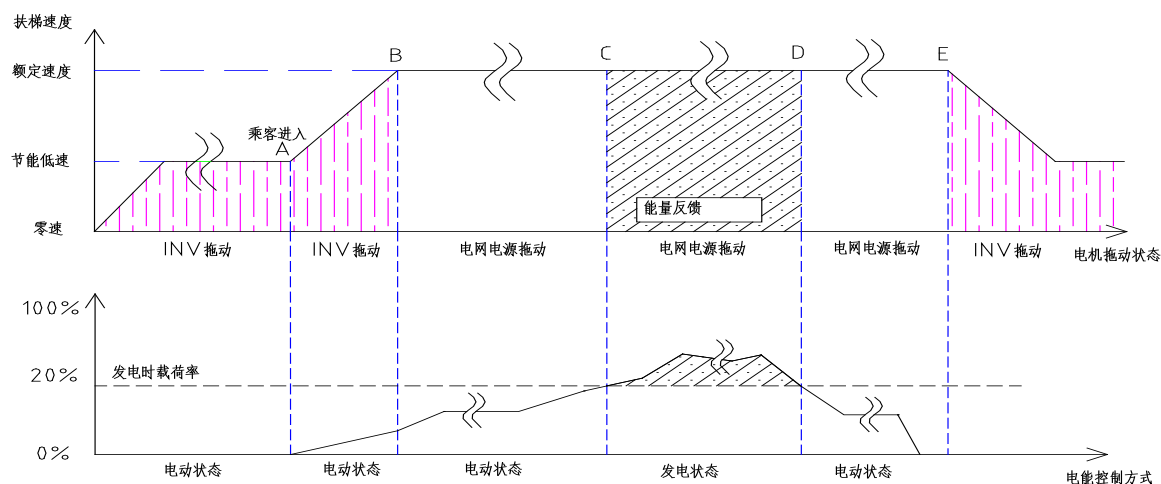 扶梯速度
额定速度
B
C
D
E
乘客进入
A
节能低速
能量反馈
零速
INV拖动
INV拖动
电网电源拖动
电网电源拖动
电网电源拖动
INV拖动
电机拖动状态
100%
发电时载荷率
20%
0%
电动状态
电动状态
电动状态
发电状态
电动状态
电能控制方式